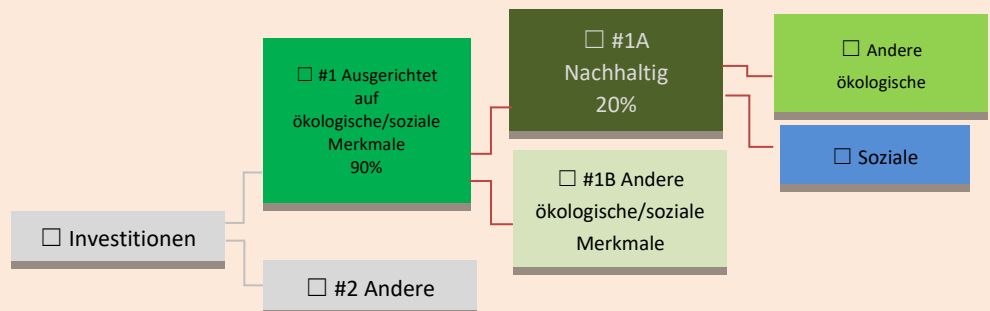 ☐ Investitionen
☐ #1 Ausgerichtet
auf
ökologische/soziale
Merkmale
90%
☐ #2 Andere
☐ #1A
Nachhaltig
20%
☐ #1B Andere
ökologische/soziale
Merkmale
☐ Andere
ökologische
☐ Soziale